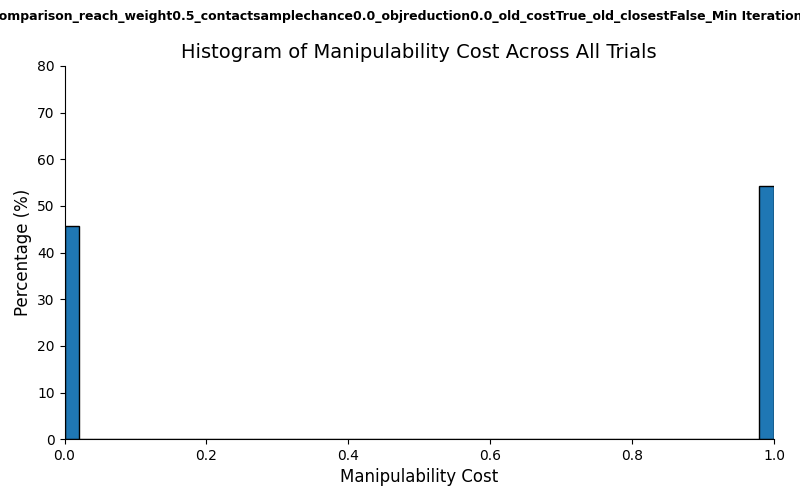 omparison_reach_weight0.5_contactsamplechance0.0_objreduction0.0_old_costTrue_old_closestFalse_Min Iteration
Histogram of Manipulability Cost Across All Trials
80
70
60
50
40
30
20
10
0
Percentage (%)
0.0 0.2 0.4 0.6 0.8 1.0
Manipulability Cost